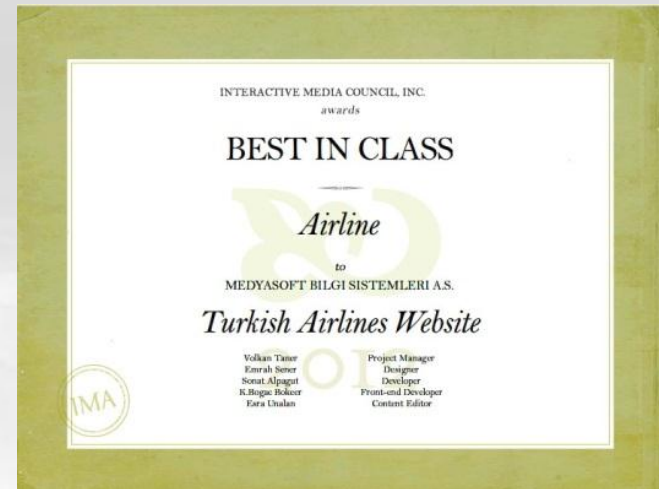 INTERACTIVE MEDIA COUNCIL, INC.
awards
BEST IN CLASS
Airline
to
MEDYASOFT BILGI SISTEMLERI A.S.
Turkish Airlines Website
Volkan Taner Project Manager
Emrah Sener Designer
Sonat Alpagut Developer
K.Bogac Bokeer Front-end Developer
Esra Unalan Content Editor
IMA